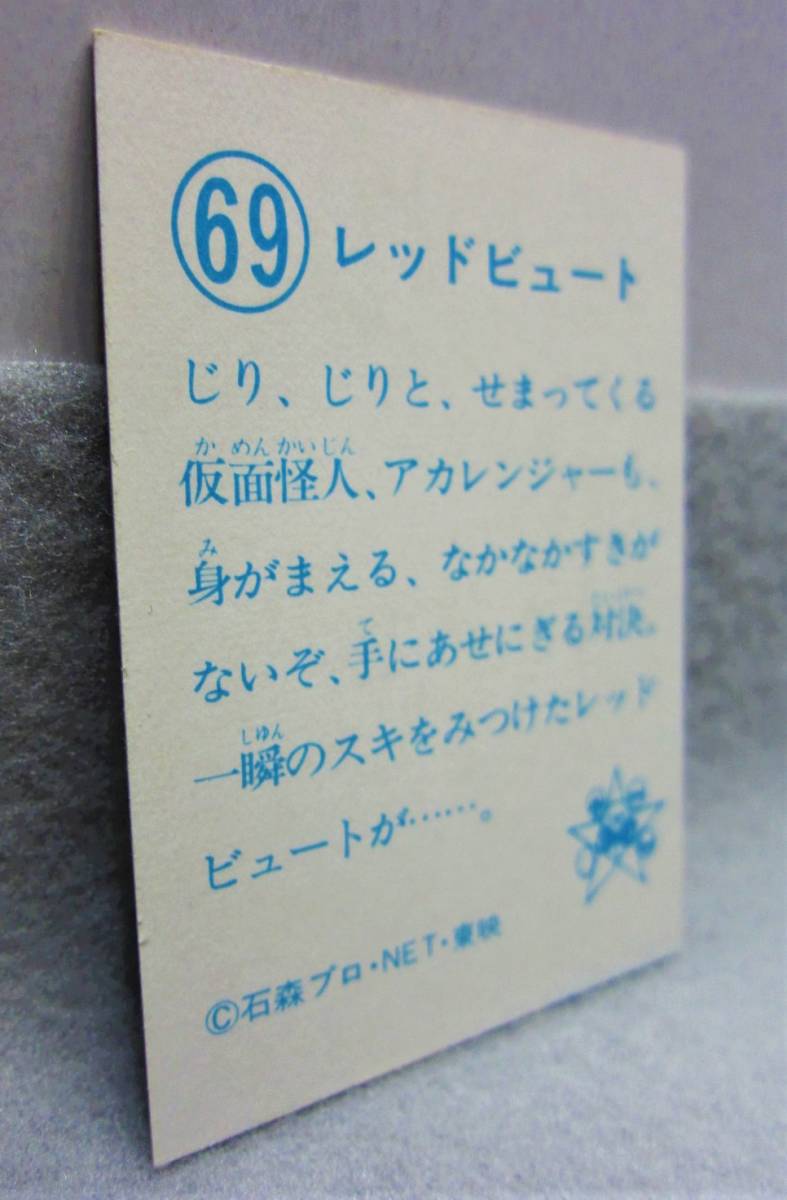 69 レッドビュート
じり、じりと、せまってくる
か めん かい じん
仮面怪人、アカレンジャーも、
み
身がまえる、なかなかすきが
て
ないぞ、手にあせにぎる対決。
しゆん
一瞬のスキをみつけたレッド
ビュートが……。
©石森プロ・NET・東映